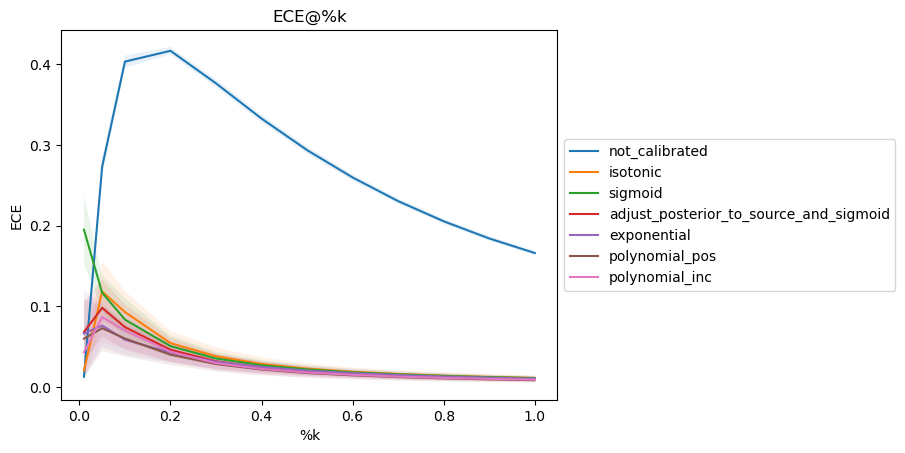 ECE@%k
ECE
0.4
0.3
0.2
0.1
0.0
0.0
0.2
0.4
0.6
0.8
1.0
%k
not_calibrated
isotonic
sigmoid
adjust_posterior_to_source_and_sigmoid
exponential
polynomial_pos
polynomial_inc